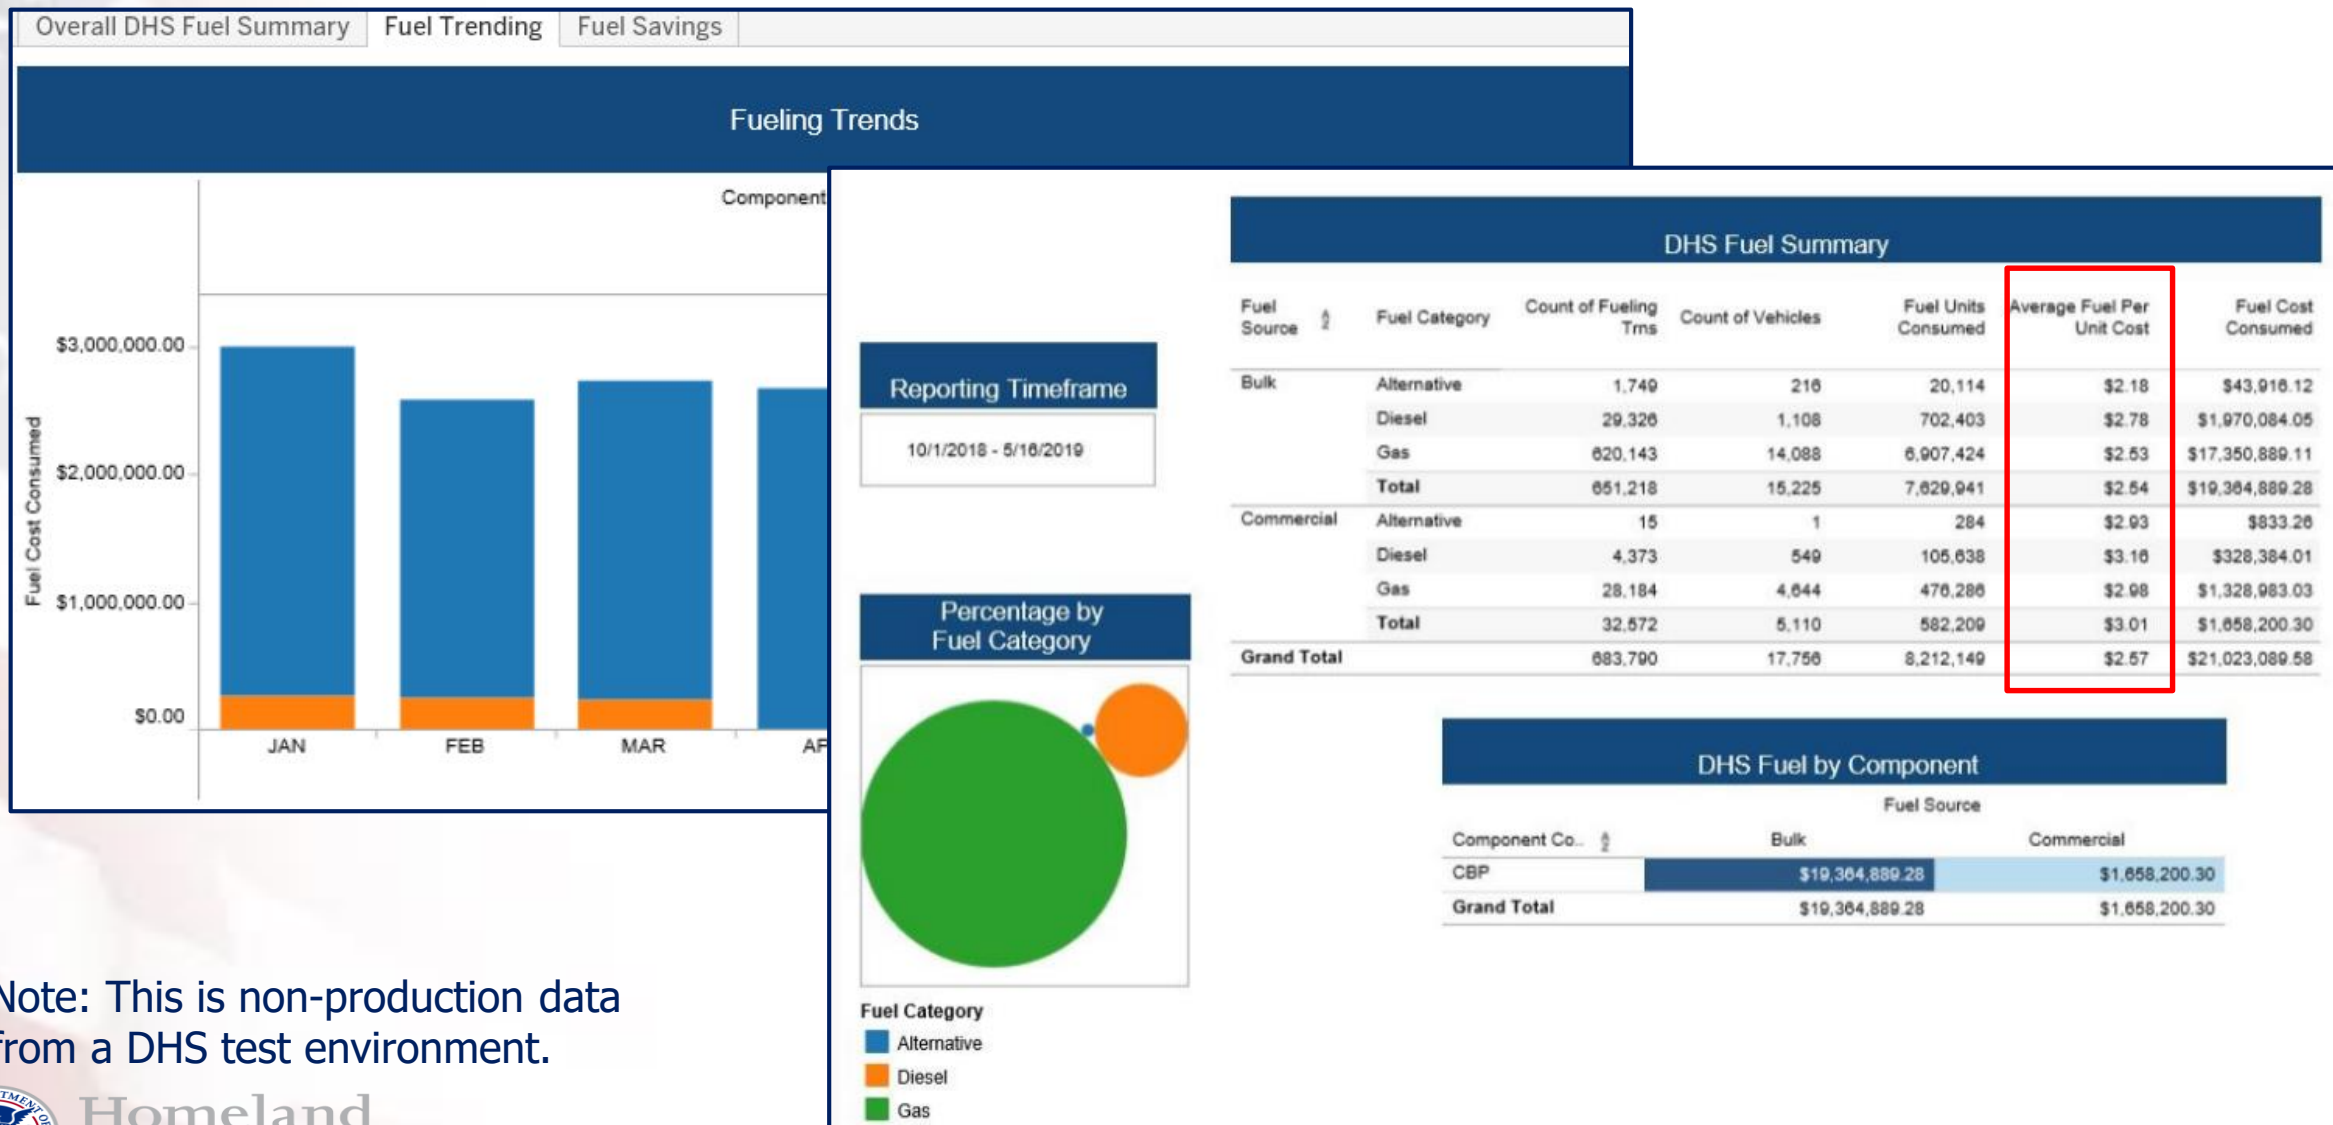 Overall DHS Fuel Summary Fuel Trending Fuel Savings
Fueling Trends
Component
Fuel Cost Consumed
$3,000,000.00
$2,000,000.00
$1,000,000.00
$0.00
JAN FEB MAR
DHS Fuel Summary
Fuel Source Fuel Category Count of Fueling Trns Count of Vehicles Fuel Units Consumed Average Fuel Per Unit Cost Fuel Cost Consumed
Bulk Alternative 1,749 216 20,114 $2.18 $43,916.12
Diesel 29,326 1,108 702,403 $2.78 $1,970,084.05
Gas 620,143 14,088 6,907,424 $2.53 $17,350,889.11
Total 651,218 15,225 7,629,941 $2.54 $19,364,889.28
Commercial Alternative 15 1 284 $2.93 $833.26
Diesel 4,373 549 105,638 $3.16 $328,384.01
Gas 28,184 4,644 476,286 $2.98 $1,328,983.03
Total 32,572 5,110 582,209 $3.01 $1,658,200.30
Grand Total 683,790 17,756 8,212,149 $2.57 $21,023,089.58
Reporting Timeframe
10/1/2018 - 5/16/2019
Percentage by
Fuel Category
Fuel Category
Alternative
Diesel
Gas
DHS Fuel by Component
Fuel Source
Component Co.. Bulk Commercial
CBP $19,364,889.28 $1,658,200.30
Grand Total $19,364,889.28 $1,658,200.30
Note: This is non-production data
from a DHS test environment.
Homeland